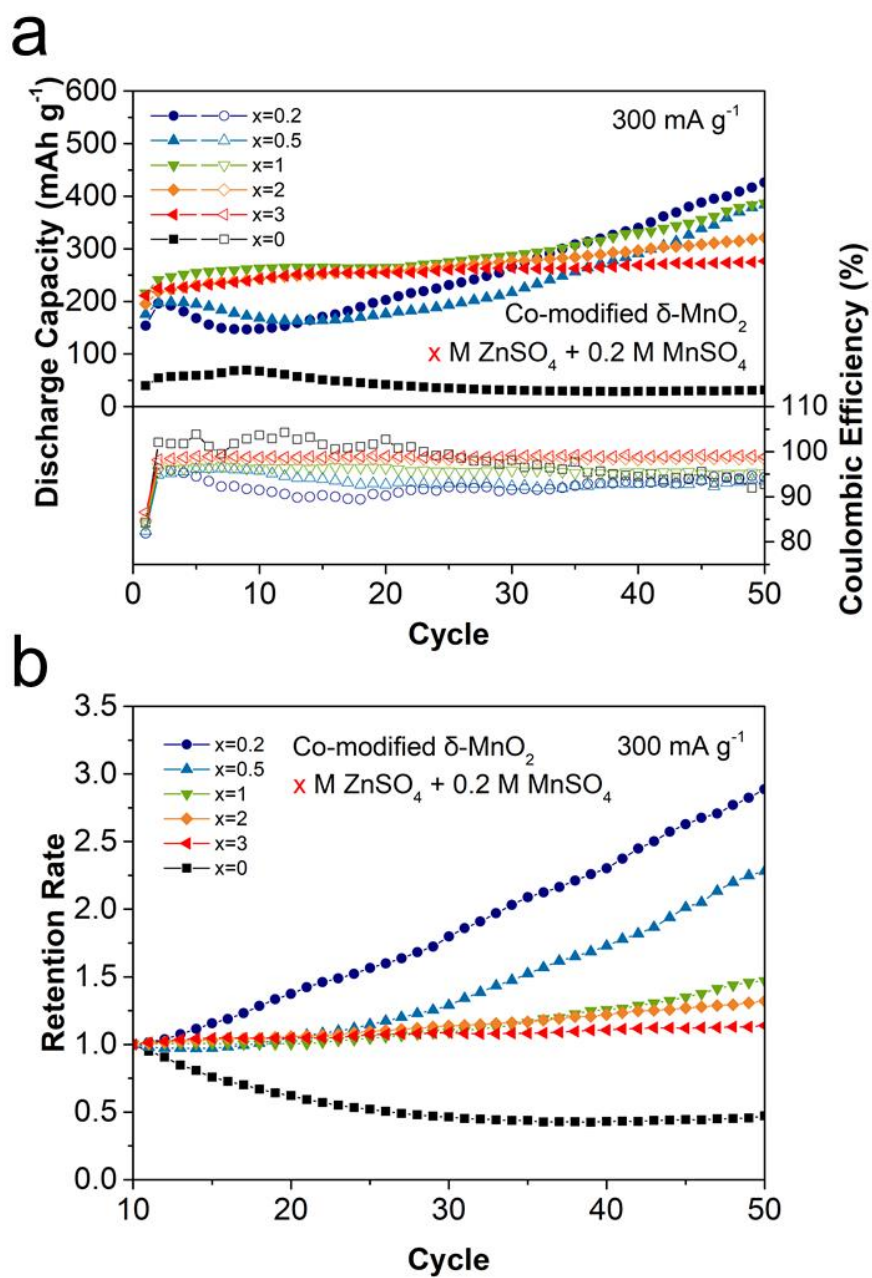 a
600
500
400
300
200
100
0
Discharge Capacity (mAh g⁻¹)
x=0.2
x=0.5
x=1
x=2
x=3
x=0
300 mA g⁻¹
Co-modified δ-MnO₂
x M ZnSO₄ + 0.2 M MnSO₄
110
100
90
80
Coulombic Efficiency (%)
0 10 20 30 40 50
Cycle
b
3.5
3.0
2.5
2.0
1.5
1.0
0.5
0.0
Retention Rate
x=0.2
x=0.5
x=1
x=2
x=3
x=0
Co-modified δ-MnO₂
x M ZnSO₄ + 0.2 M MnSO₄
300 mA g⁻¹
10 20 30 40 50
Cycle